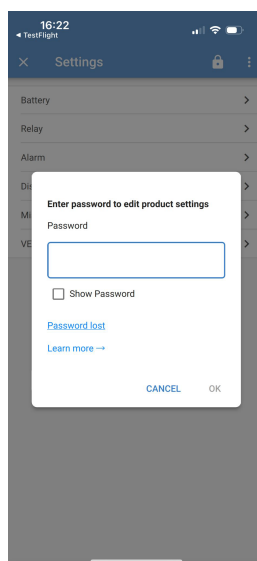 16:22
◄ TestFlight
Settings
Battery
Relay
Alarm
Dis
Mi
VE
Enter password to edit product settings
Password
Show Password
Password lost
Learn more →
CANCEL OK